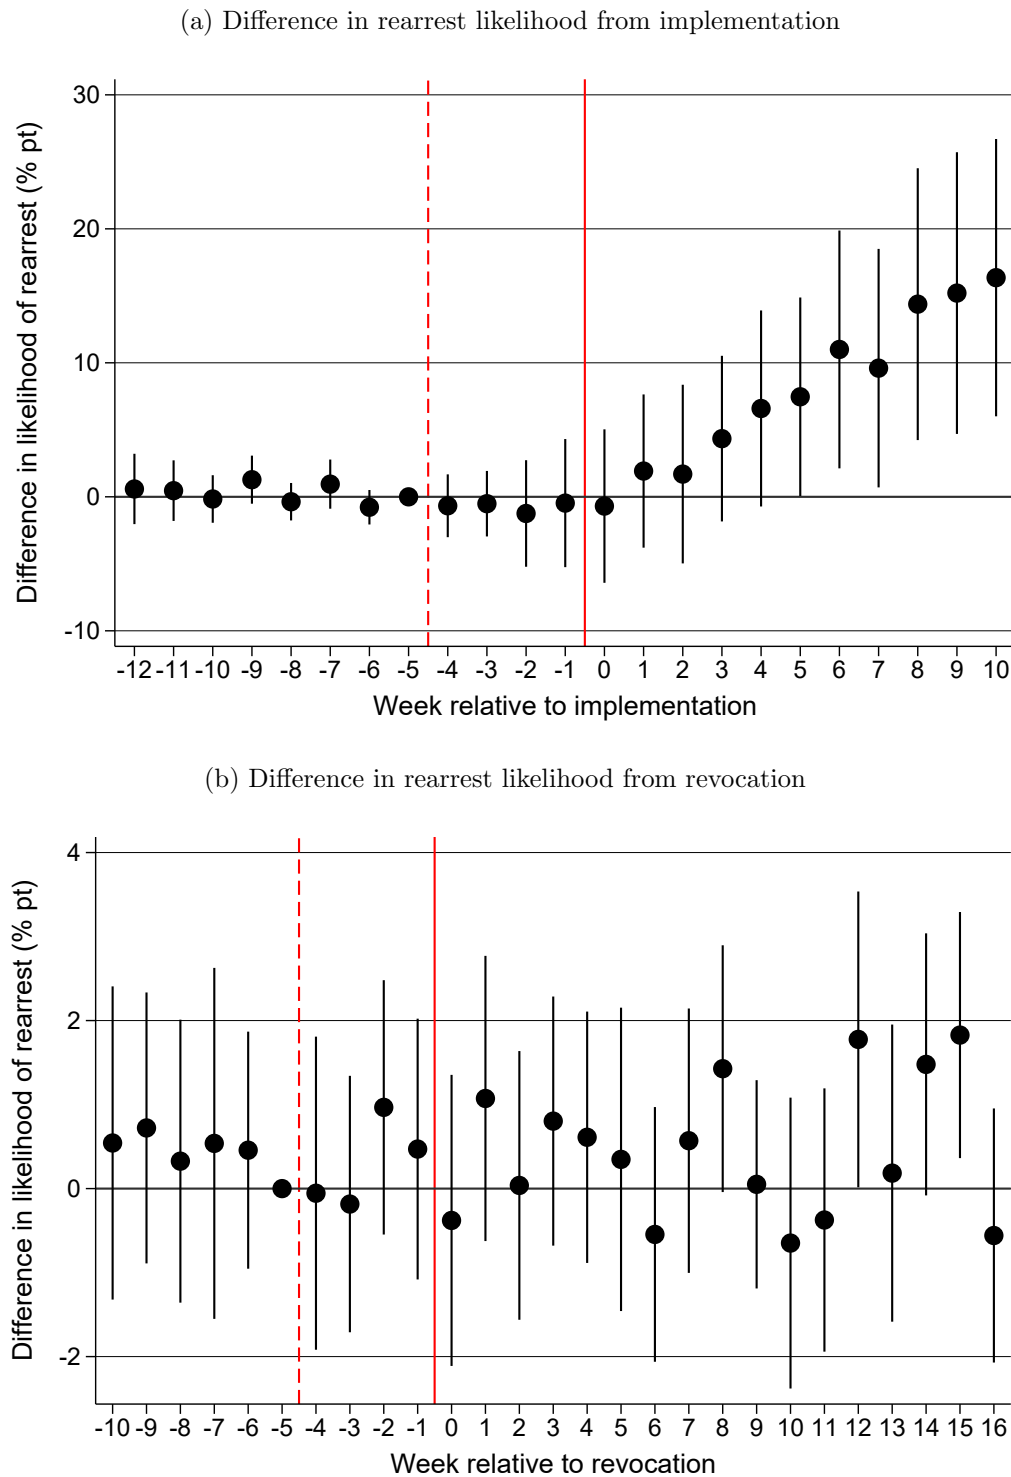 (a) Difference in rearrest likelihood from implementation
Difference in likelihood of rearrest (% pt)
30
20
10
0
-10
-12 -11 -10 -9 -8 -7 -6 -5 -4 -3 -2 -1 0 1 2 3 4 5 6 7 8 9 10
Week relative to implementation
(b) Difference in rearrest likelihood from revocation
Difference in likelihood of rearrest (% pt)
4
2
0
-2
-10 -9 -8 -7 -6 -5 -4 -3 -2 -1 0 1 2 3 4 5 6 7 8 9 10 11 12 13 14 15 16
Week relative to revocation